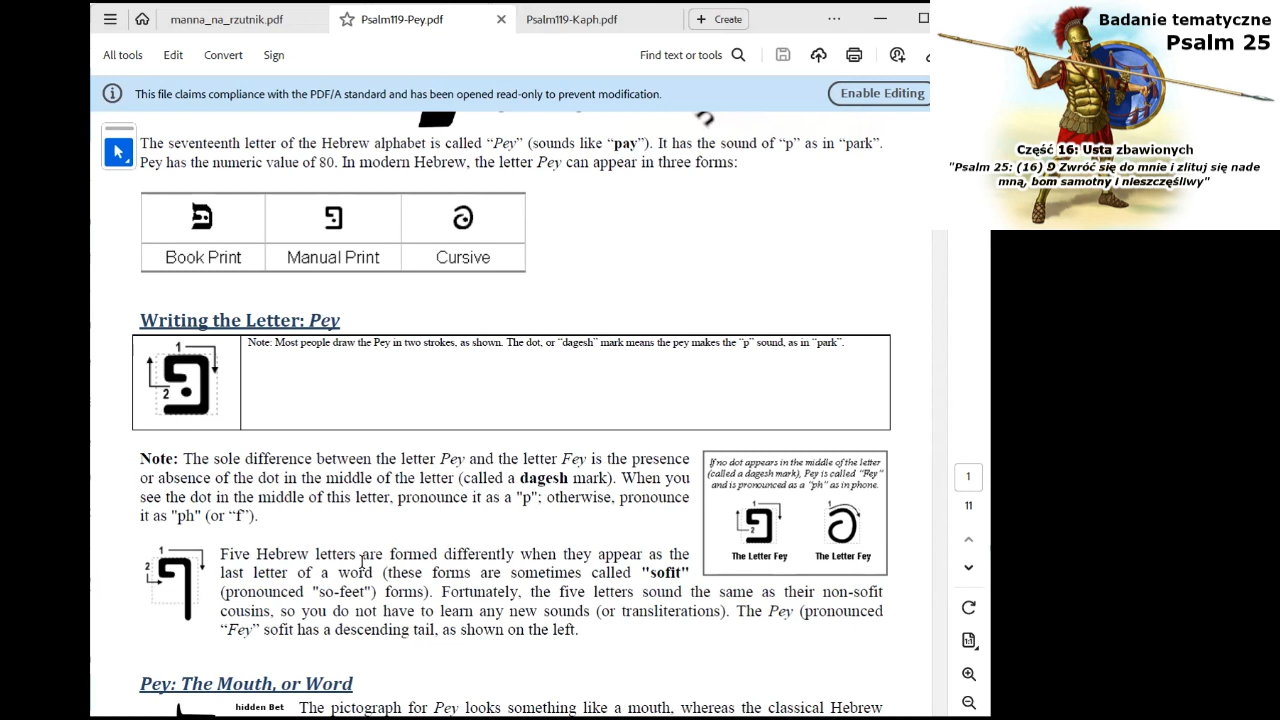 manna_na_rzutnik.pdf
Psalm119-Pey.pdf
Psalm119-Kaph.pdf
Create
All tools
Edit
Convert
Sign
Find text or tools
This file claims compliance with the PDF/A standard and has been opened read-only to prevent modification.
Enable Editing
Badanie tematyczne
Psalm 25
Część 16: Usta zbawionych
"Psalm 25: (16) פ Zwróć się do mnie i zlituj się nade
mną, bom samotny i nieszczęśliwy"
The seventeenth letter of the Hebrew alphabet is called “Pey” (sounds like “pay”). It has the sound of “p” as in “park”.
Pey has the numeric value of 80. In modern Hebrew, the letter Pey can appear in three forms:
פּ פּ פּ
Book Print Manual Print Cursive
Writing the Letter: Pey
1
2
פּ
Note: Most people draw the Pey in two strokes, as shown. The dot, or “dagesh” mark means the pey makes the “p” sound, as in “park”.
Note: The sole difference between the letter Pey and the letter Fey is the presence
or absence of the dot in the middle of the letter (called a dagesh mark). When you
see the dot in the middle of this letter, pronounce it as a "p"; otherwise, pronounce
it as "ph" (or “f”).
If no dot appears in the middle of the letter
(called a dagesh mark), Pey is called "Fey"
and is pronounced as a "ph" as in phone.
1 1
2
פ פ
The Letter Fey The Letter Fey
1
2
ף
Five Hebrew letters are formed differently when they appear as the
last letter of a word (these forms are sometimes called "sofit"
(pronounced "so-feet") forms). Fortunately, the five letters sound the same as their non-sofit
cousins, so you do not have to learn any new sounds (or transliterations). The Pey (pronounced
“Fey” sofit has a descending tail, as shown on the left.
Pey: The Mouth, or Word
hidden Bet
The pictograph for Pey looks something like a mouth, whereas the classical Hebrew
1
11